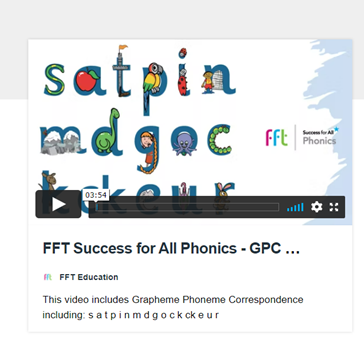 s a t p i n
m d g o c
k ck e u r
fft Success for All
Phonics
03:54
FFT Success for All Phonics - GPC ...
fft FFT Education
This video includes Grapheme Phoneme Correspondence
including: s a t p i n m d g o c k ck e u r